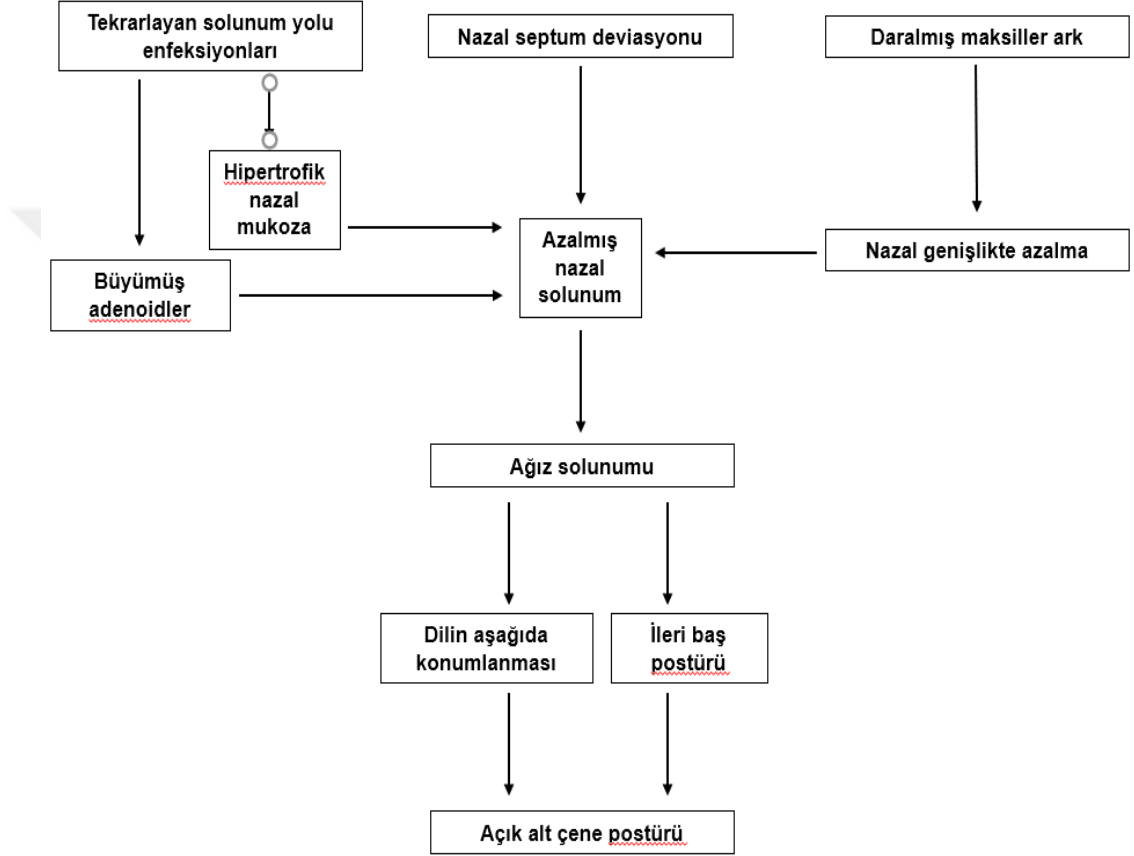 Tekrarlayan solunum yolu
enfeksiyonları
Nazal septum deviasyonu
Daralmış maksiller ark
Hipertrofik
nazal
mukoza
Azalmış
nazal
solunum
Nazal genişlikte azalma
Büyümüş
adenoidler
Ağız solunumu
Dilin aşağıda
konumlanması
İleri baş
postürü
Açık alt çene postürü